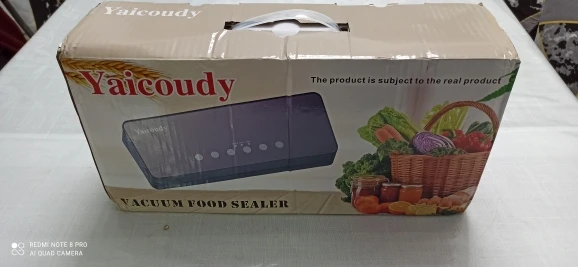 Yaicoudy
Yaicoudy
The product is subject to the real product
Yaicoudy
VACUUM FOOD SEALER
REDMI NOTE 8 PRO
AI QUAD CAMERA